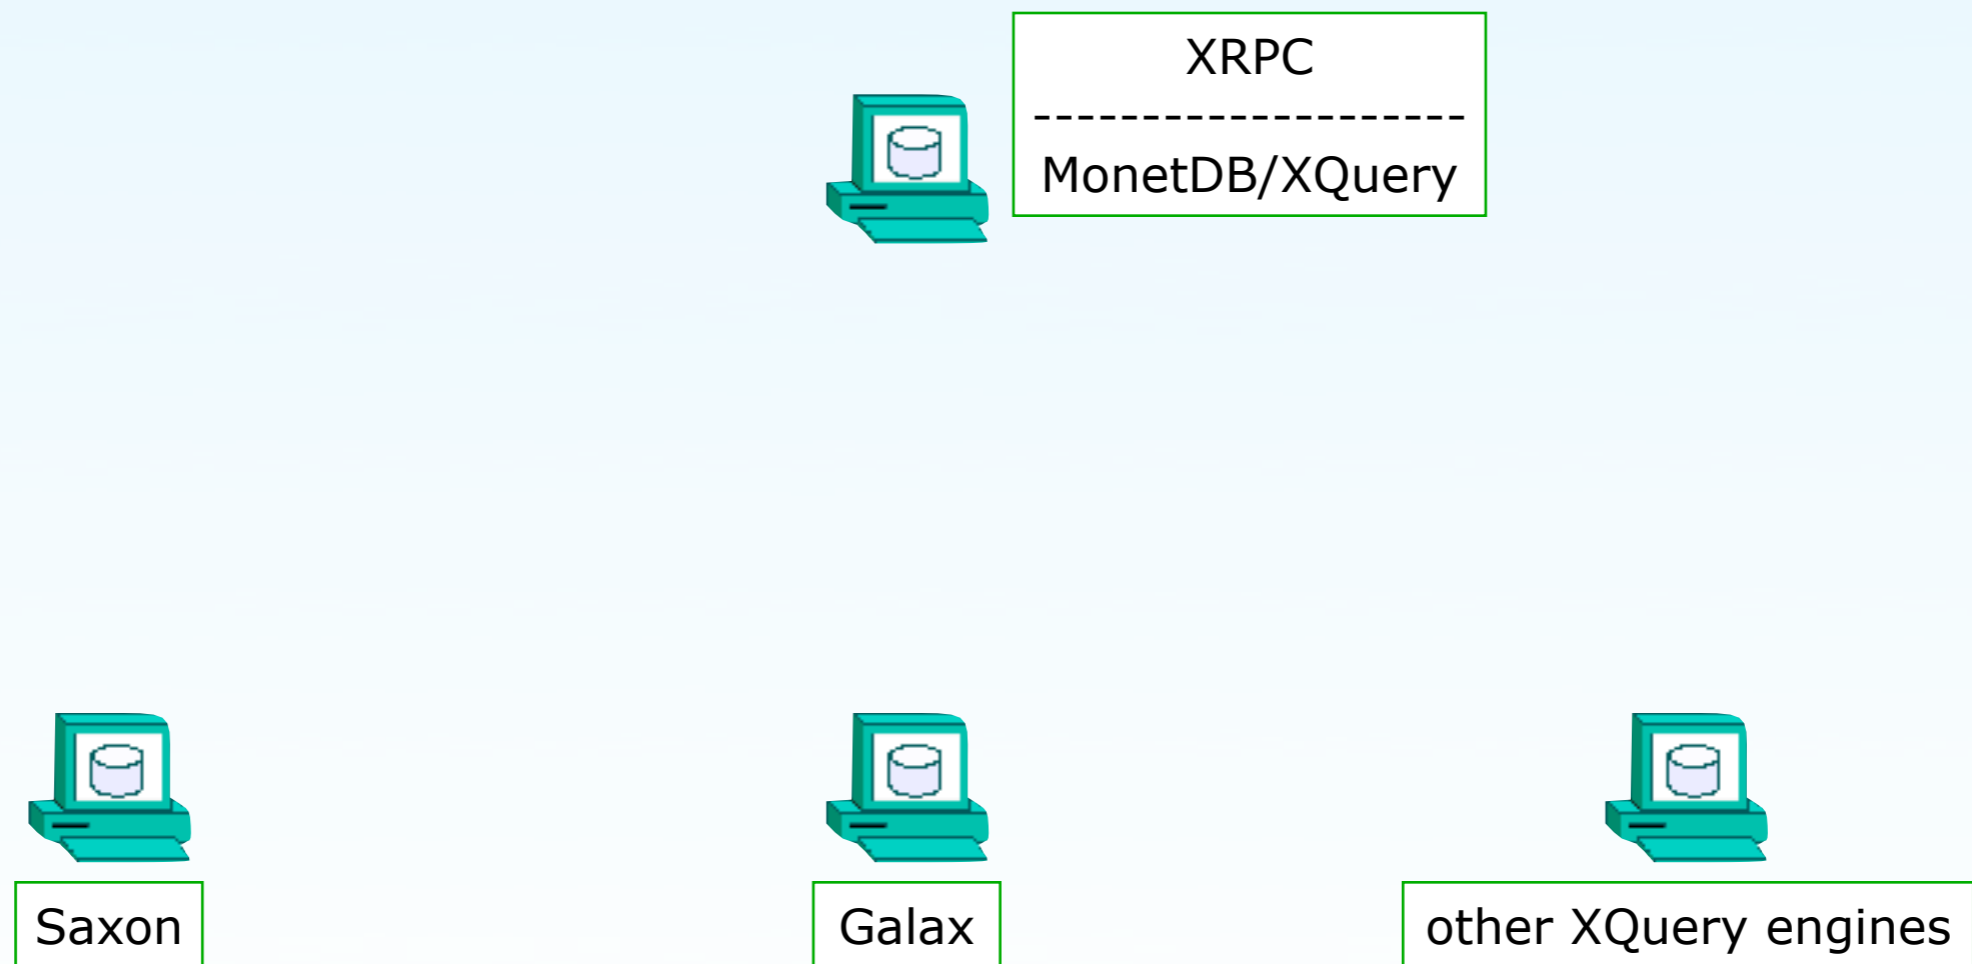 XRPC
--------------------
MonetDB/XQuery
Saxon
Galax
other XQuery engines